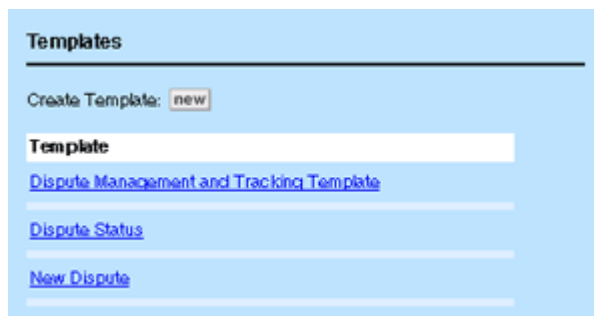 Templates
Create Template: new
Template
Dispute Management and Tracking Template
Dispute Status
New Dispute